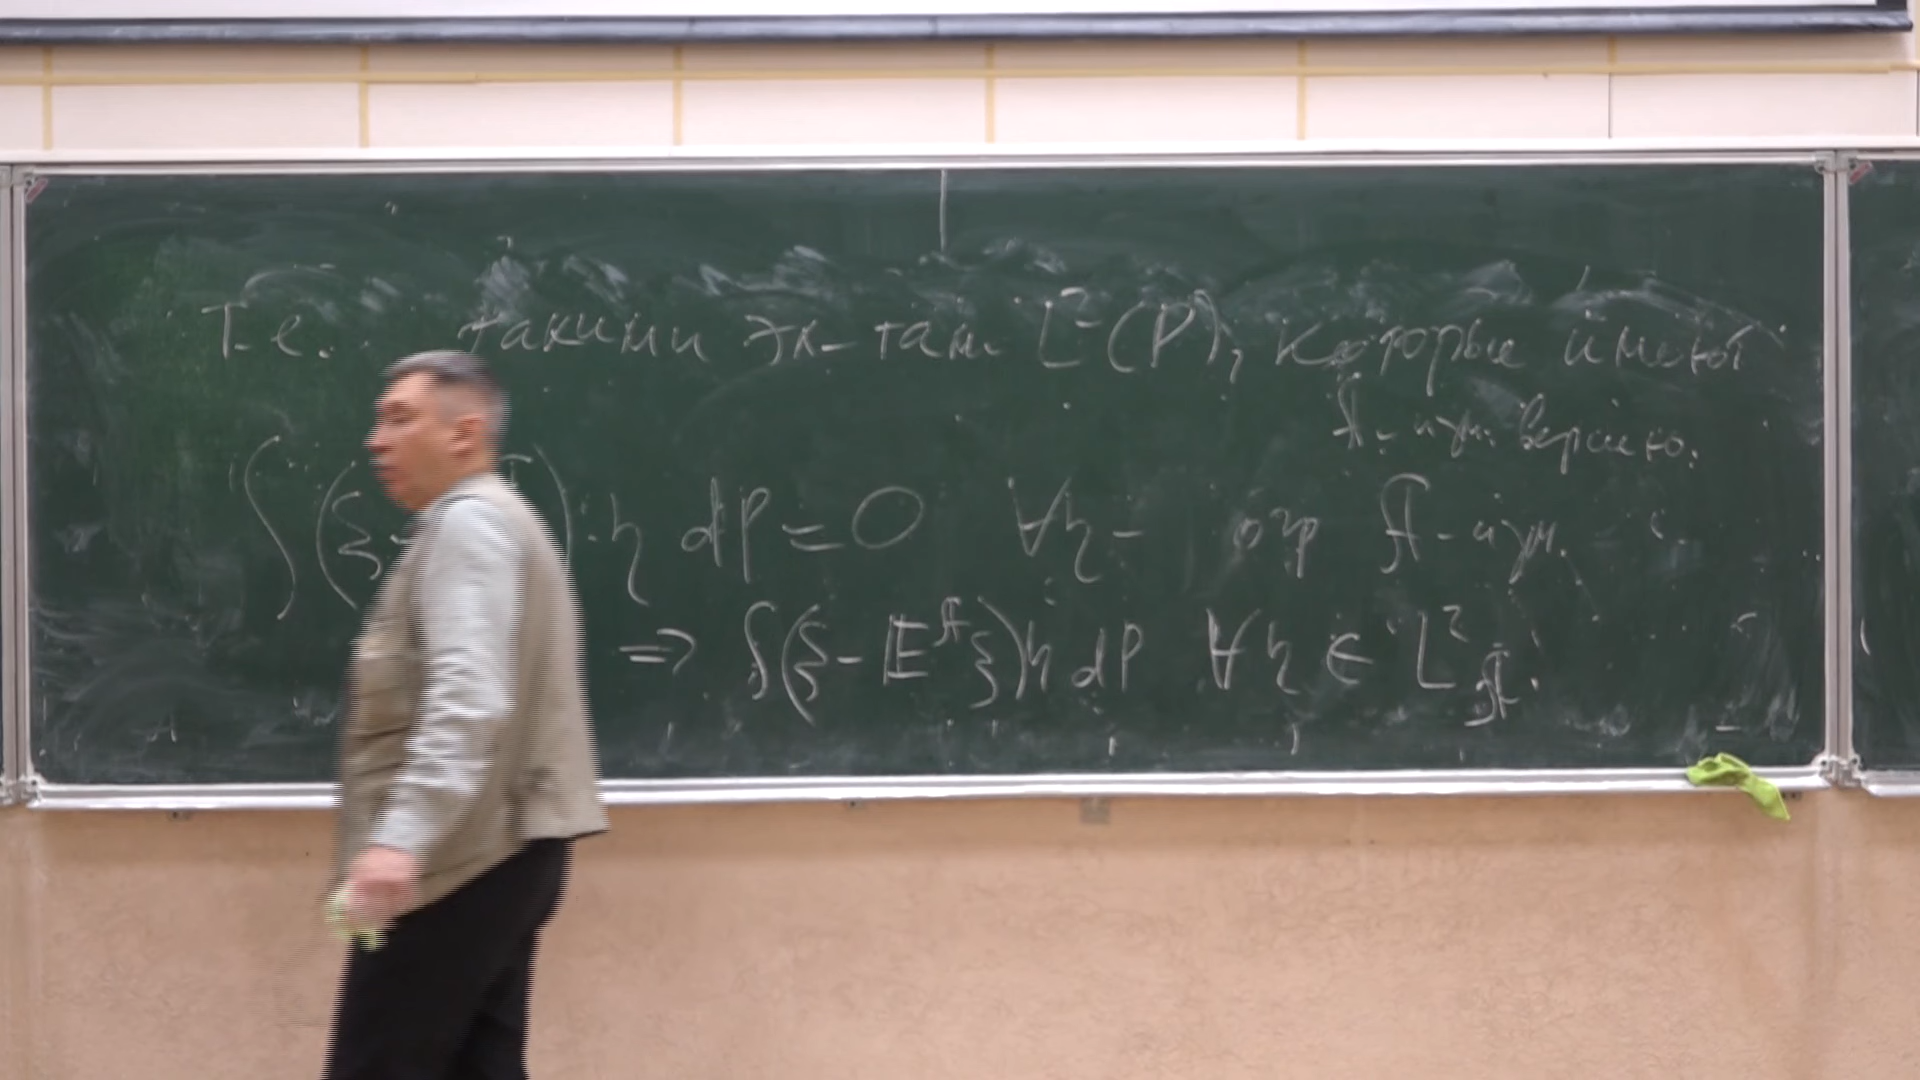 Т.е. такими эл-тами L²(P), которые имеют
𝒜-изм. версию.
∫(ξ- )·η dP=0 ∀η- огр 𝒜-изм.
⇒ ∫(ξ-𝔼^𝒜 ξ)η dP ∀η ∈ L²_𝒜.